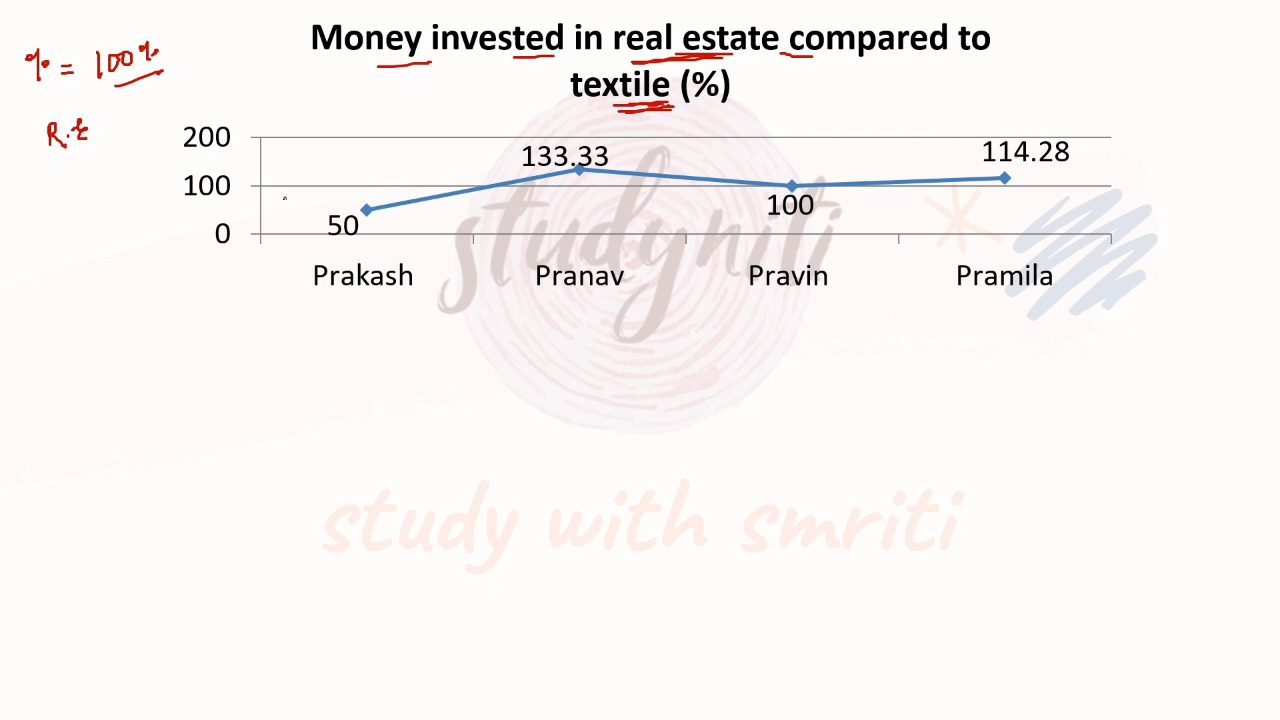 Money invested in real estate compared to
textile (%)
% = 100%
R.E
200
100
0
50
133.33
100
114.28
Prakash Pranav Pravin Pramila
studyniti
study with smriti